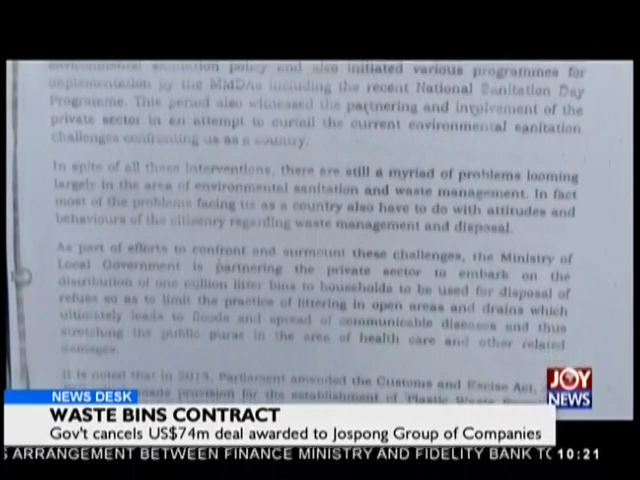 environmental sanitation policy and also initiated various programmes for
implementation by the MMDAs including the recent National Sanitation Day
Programme. This period also witnessed the partnering and involvement of the
private sector in an attempt to curtail the current environmental sanitation
challenges confronting us as a country.
In spite of all these interventions, there are still a myriad of problems looming
largely in the area of environmental sanitation and waste management. In fact
most of the problems facing us as a country also have to do with attitudes and
behaviours of the citizenry regarding waste management and disposal.
As part of efforts to confront and surmount these challenges, the Ministry of
Local Government is partnering the private sector to embark on the
distribution of one million litter bins to households to be used for disposal of
refuse so as to limit the practice of littering in open areas and drains which
ultimately leads to floods and spread of communicable diseases and thus
stretching the public purse in the area of health care and other related
damages.
It is noted that in 2013, Parliament amended the Customs and Excise Act,
provision for the establishment of Plastic Waste
JOY
NEWS
NEWS DESK
WASTE BINS CONTRACT
Gov't cancels US$74m deal awarded to Jospong Group of Companies
S ARRANGEMENT BETWEEN FINANCE MINISTRY AND FIDELITY BANK TO 10:21